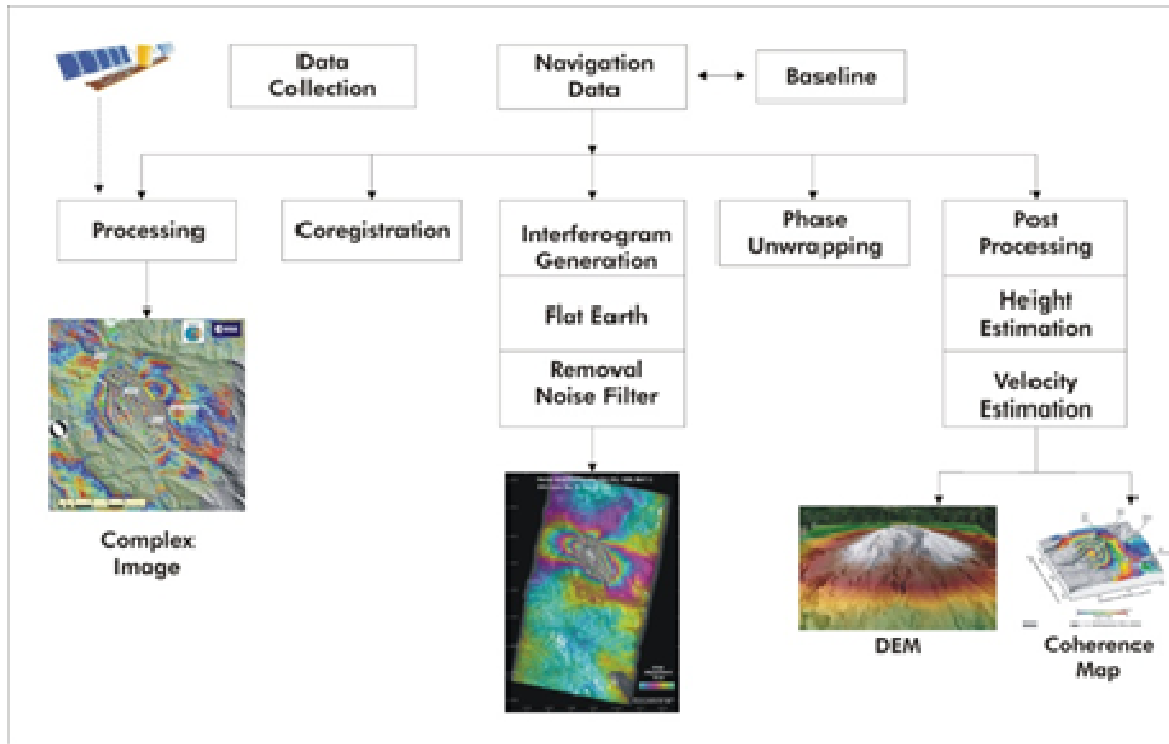 Data
Collection
Navigation
Data
Baseline
Processing
Coregistration
Interferogram
Generation
Flat Earth
Removal
Noise Filter
Phase
Unwrapping
Post
Processing
Height
Estimation
Velocity
Estimation
Complex
Image
DEM
Coherence
Map